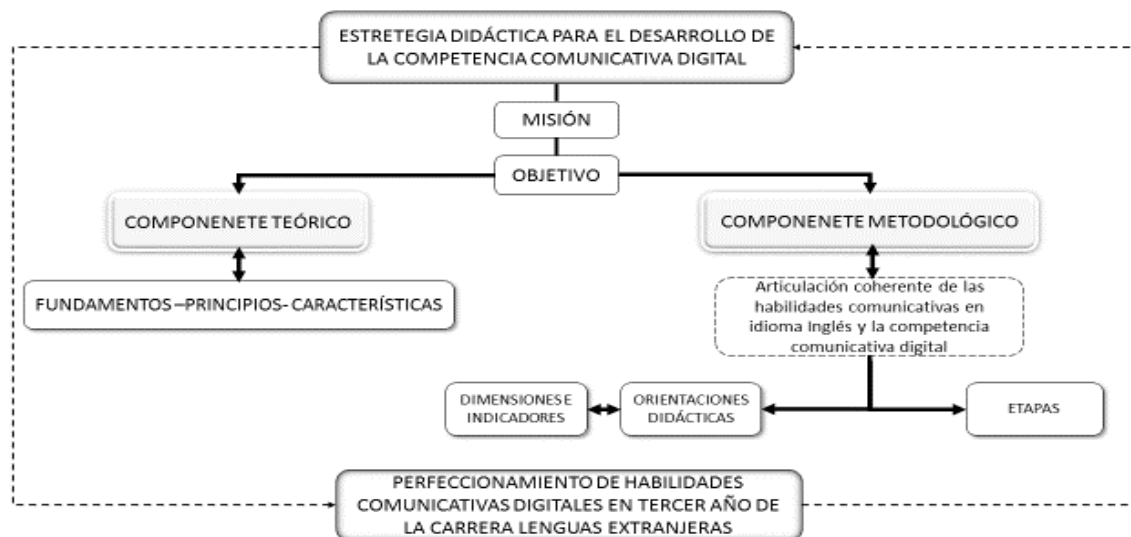 ESTRETEGIA DIDÁCTICA PARA EL DESARROLLO DE
LA COMPETENCIA COMUNICATIVA DIGITAL
MISIÓN
OBJETIVO
COMPONENETE TEÓRICO
COMPONENETE METODOLÓGICO
FUNDAMENTOS –PRINCIPIOS- CARACTERÍSTICAS
Articulación coherente de las
habilidades comunicativas en
idioma Inglés y la competencia
comunicativa digital
DIMENSIONES E
INDICADORES
ORIENTACIONES
DIDÁCTICAS
ETAPAS
PERFECCIONAMIENTO DE HABILIDADES
COMUNICATIVAS DIGITALES EN TERCER AÑO DE
LA CARRERA LENGUAS EXTRANJERAS